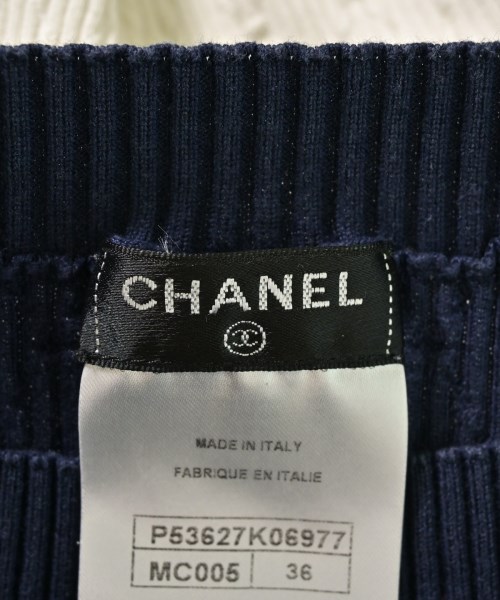 CHANEL
MADE IN ITALY
FABRIQUE EN ITALIE
P53627K06977
MC005 36